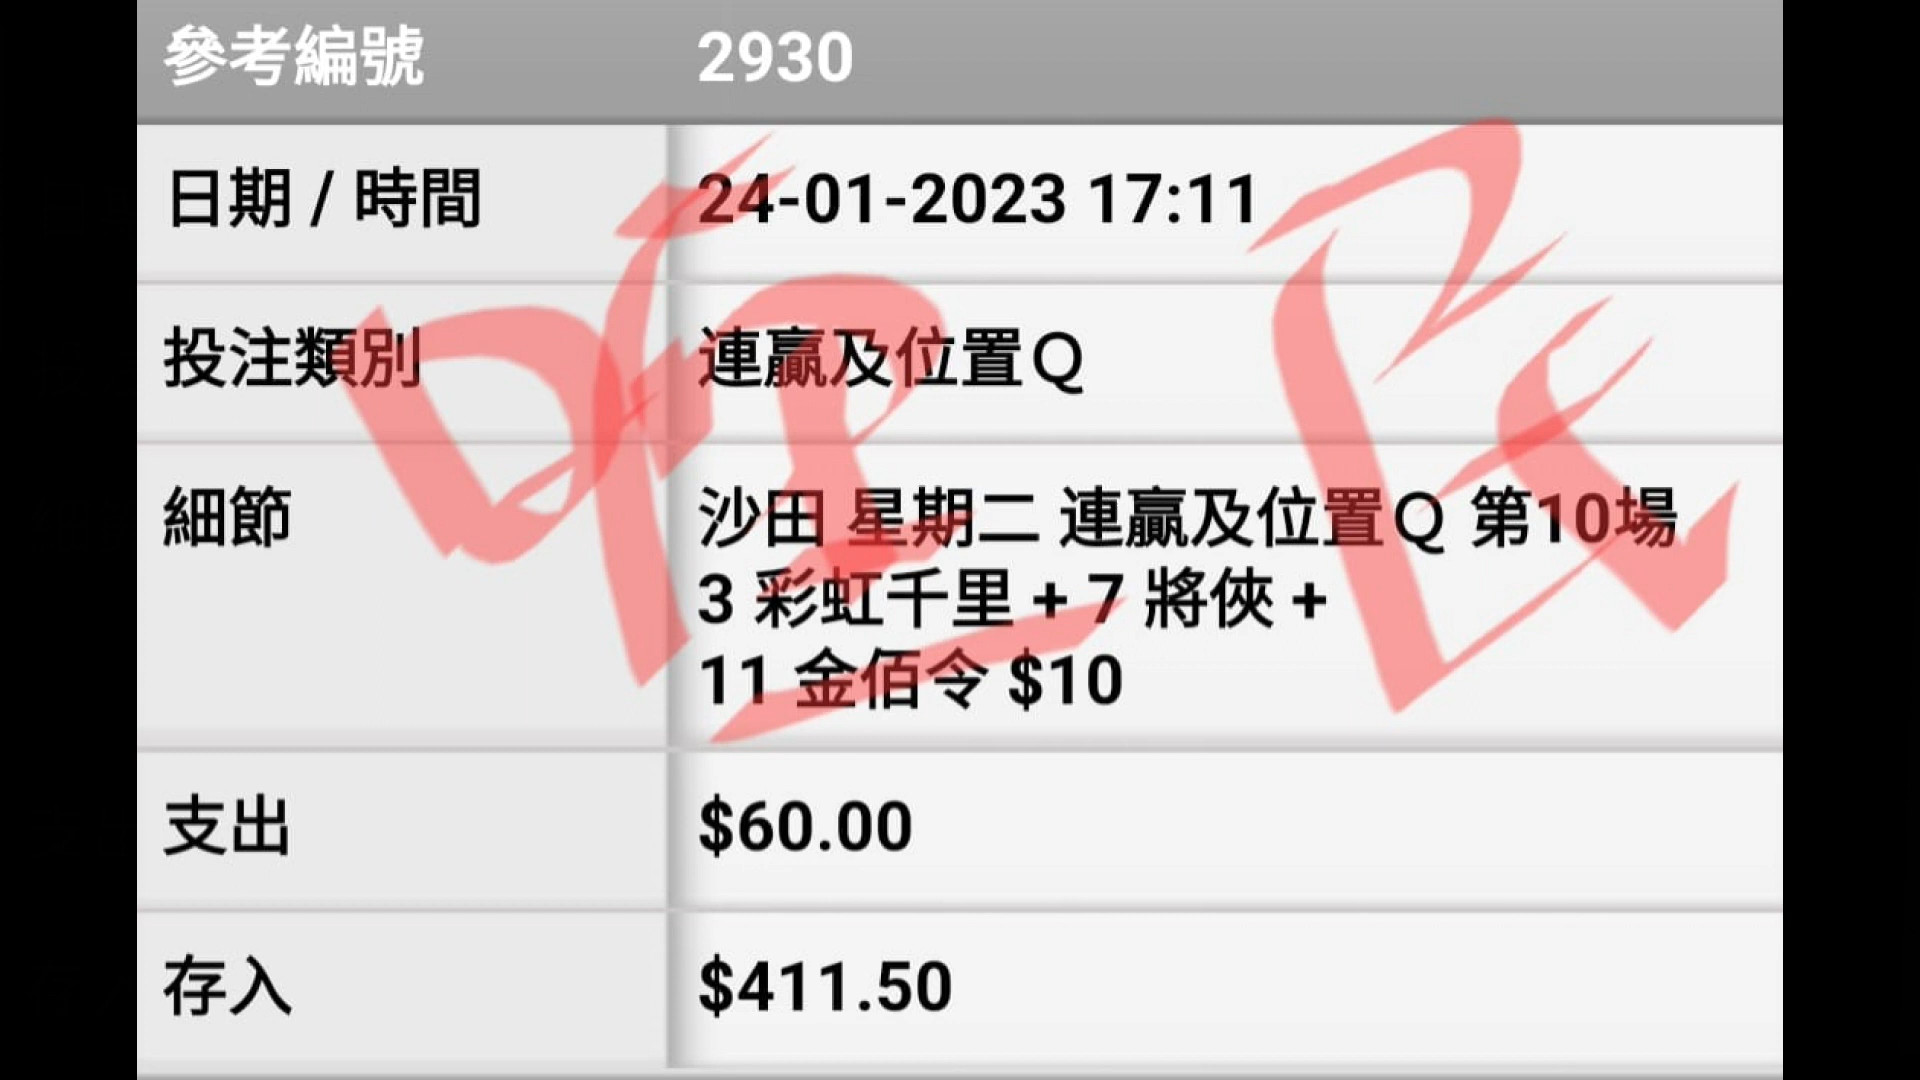 參考編號 2930
日期 / 時間 24-01-2023 17:11
投注類別 連贏及位置Q
細節 沙田 星期二 連贏及位置Q 第10場
3 彩虹千里 + 7 將俠 +
11 金佰令 $10
支出 $60.00
存入 $411.50